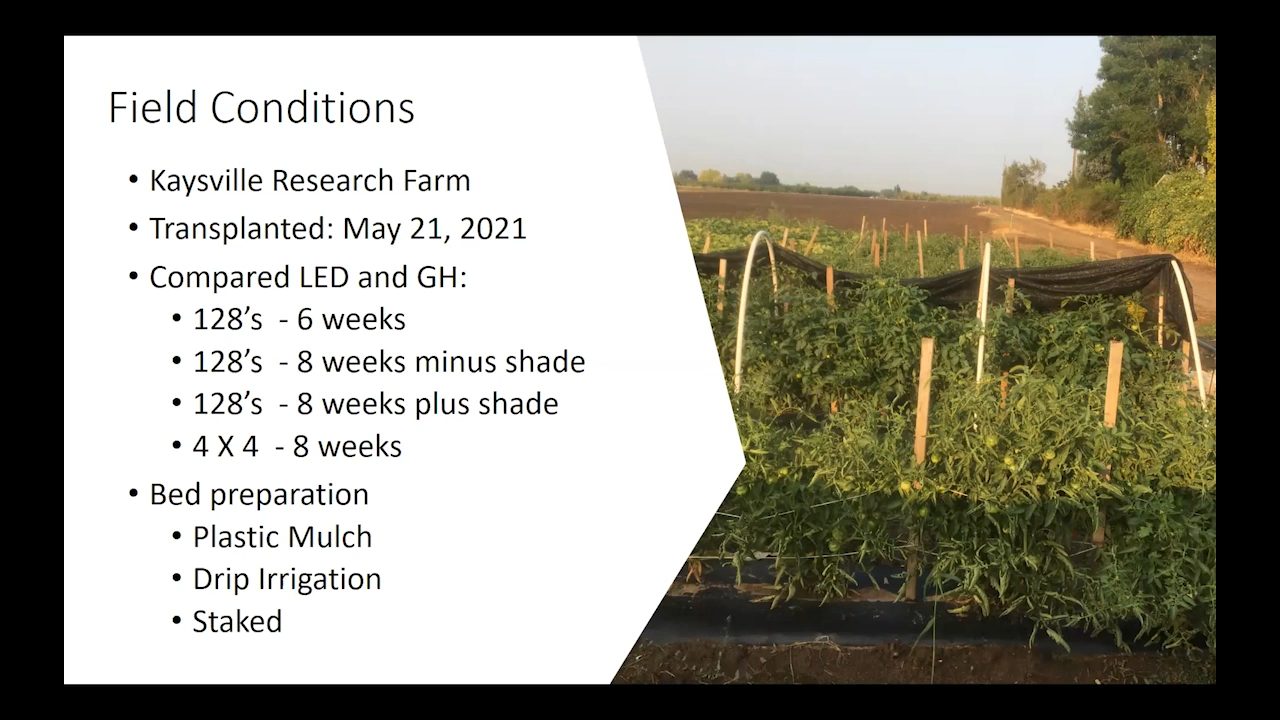 Field Conditions
• Kaysville Research Farm
• Transplanted: May 21, 2021
• Compared LED and GH:
• 128’s - 6 weeks
• 128’s - 8 weeks minus shade
• 128’s - 8 weeks plus shade
• 4 X 4 - 8 weeks
• Bed preparation
• Plastic Mulch
• Drip Irrigation
• Staked